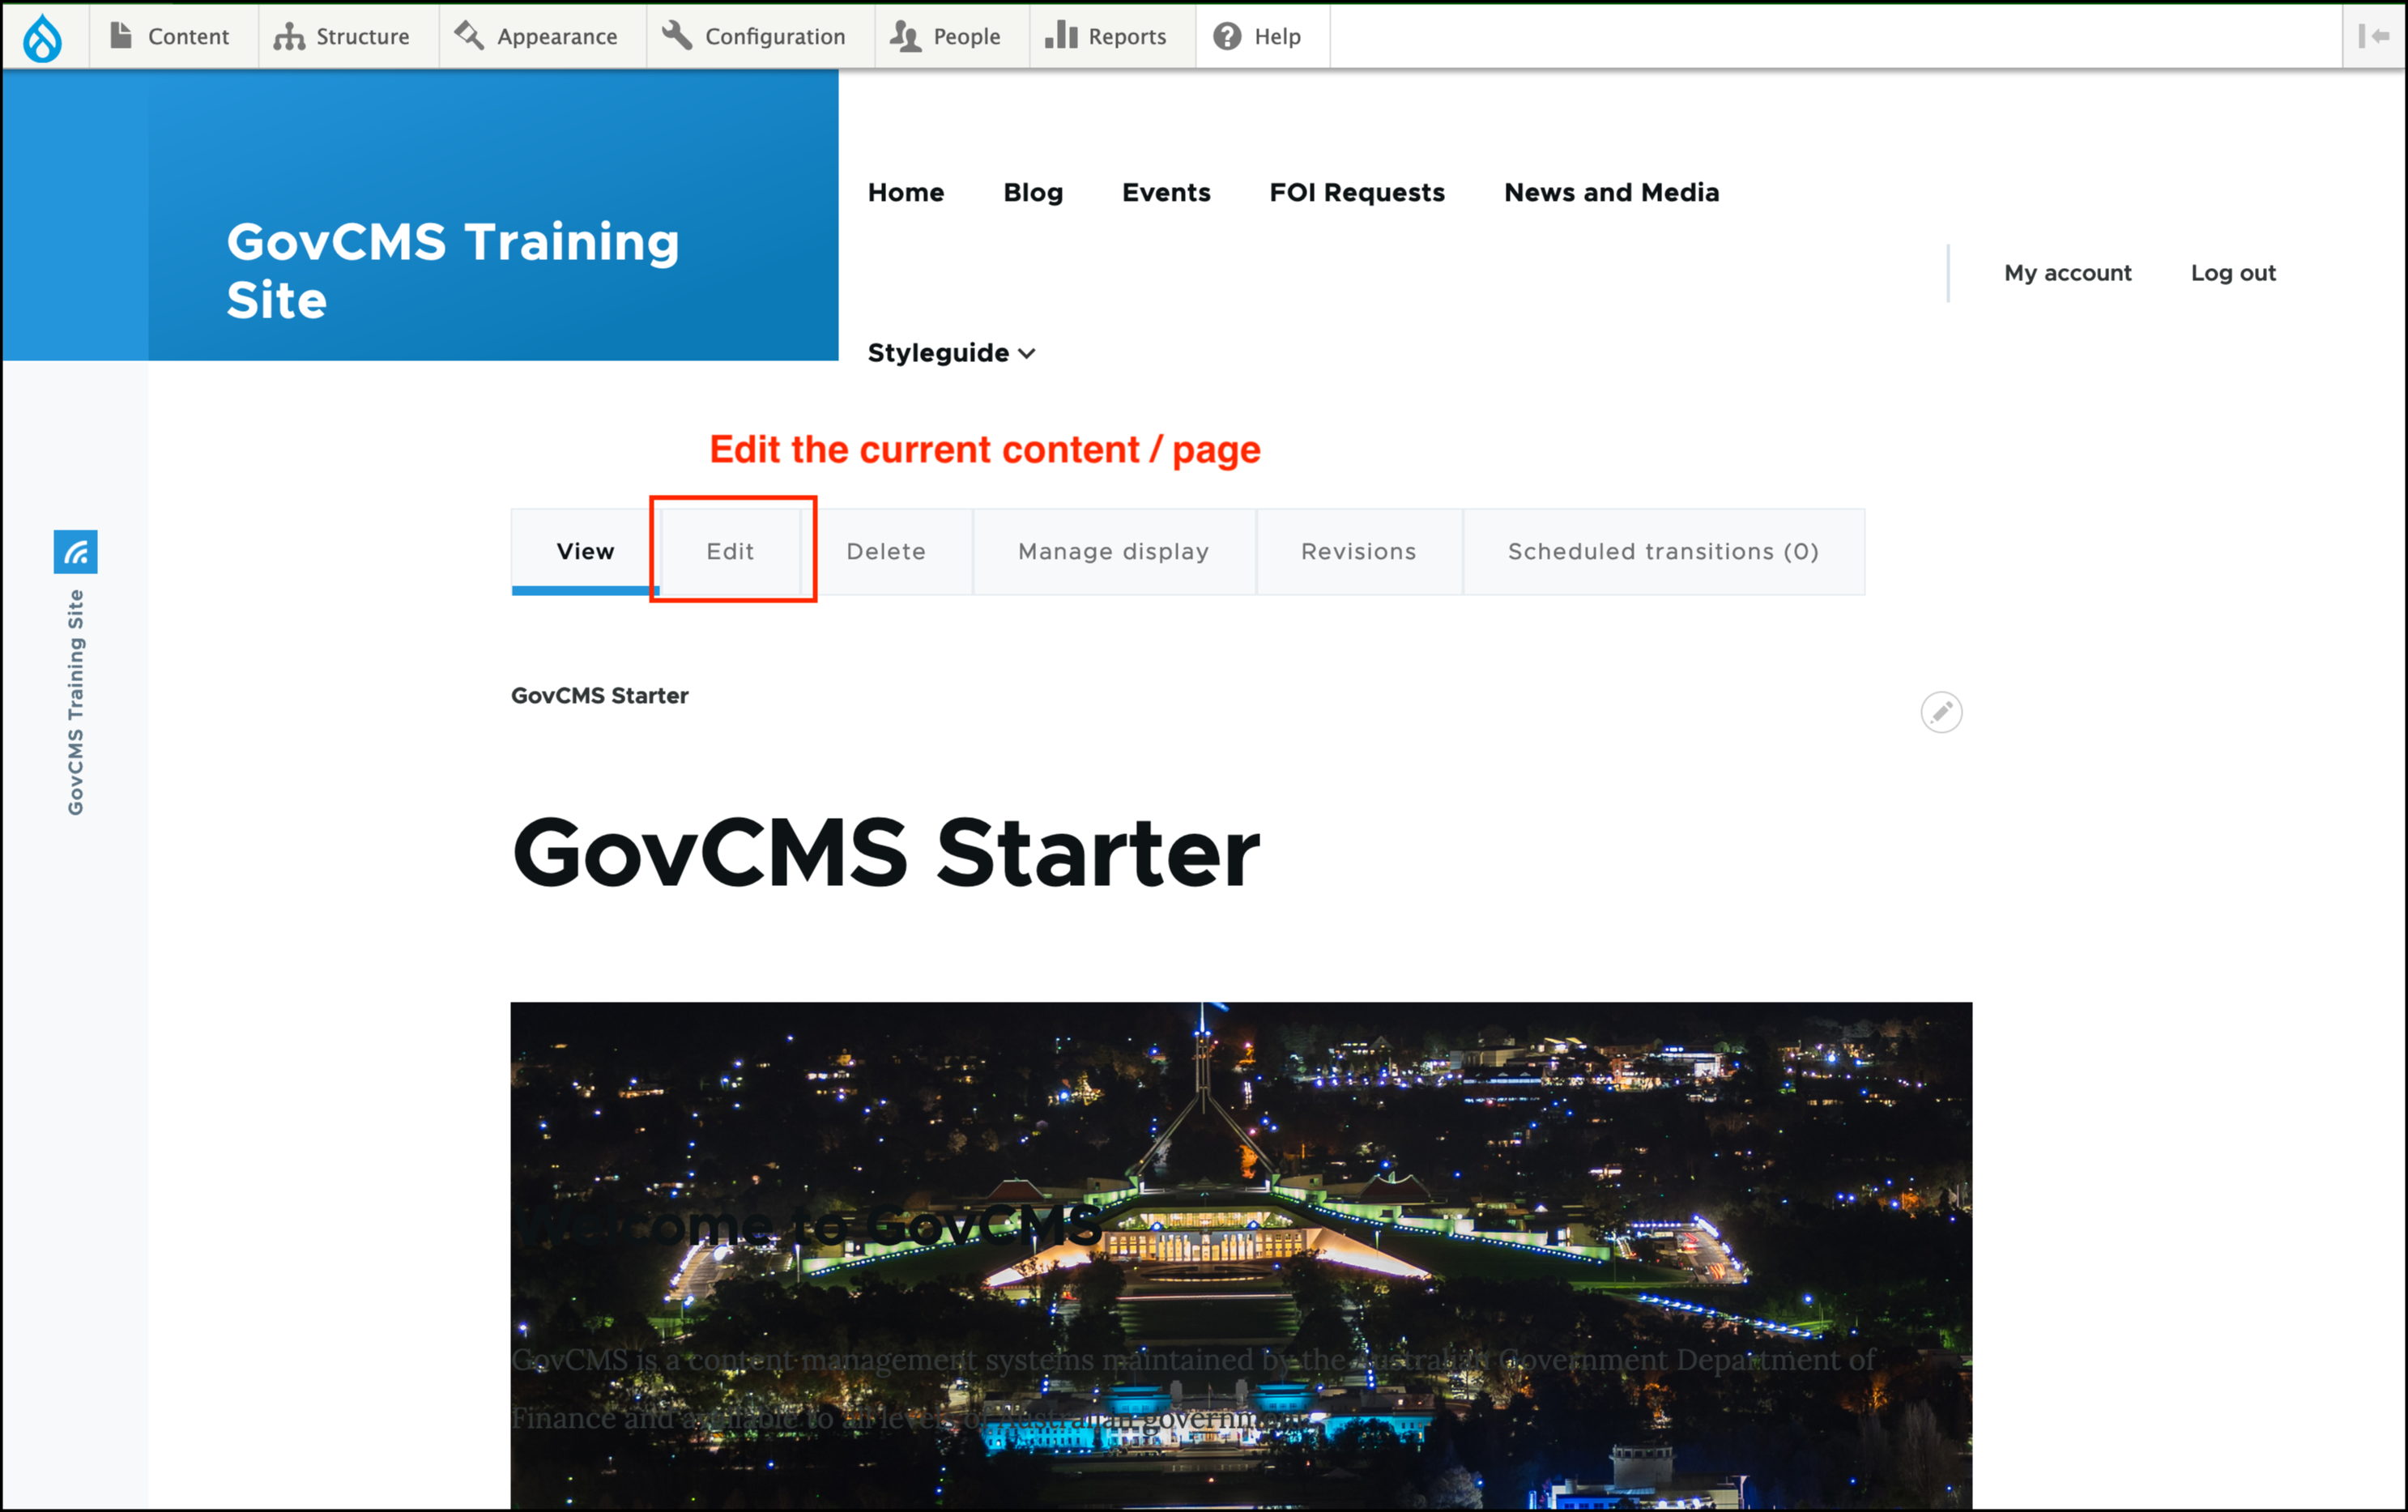 Content Structure Appearance Configuration People Reports Help
GovCMS Training
Site
Home Blog Events FOI Requests News and Media
My account Log out
Styleguide
Edit the current content / page
View Edit Delete Manage display Revisions Scheduled transitions (0)
GovCMS Training Site
GovCMS Starter
GovCMS Starter
Welcome to GovCMS
GovCMS is a content management systems maintained by the Australian Government Department of
Finance and available to all levels of Australian government.